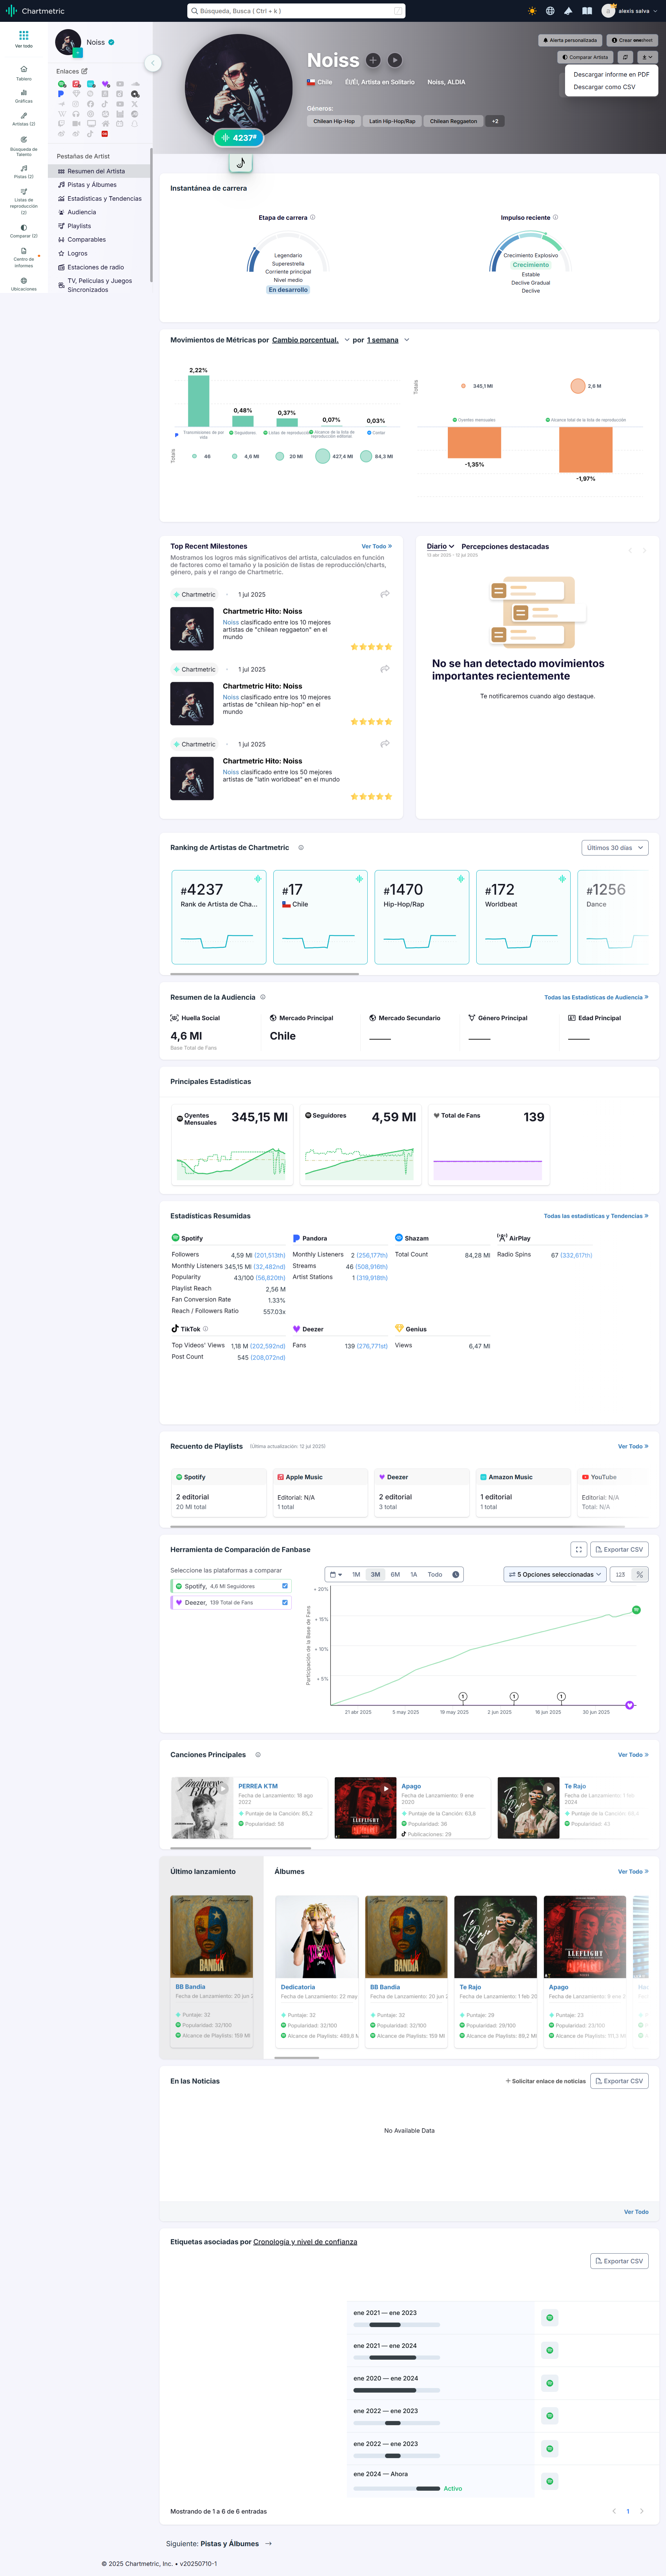 Chartmetric
Búsqueda, Busca ( Ctrl + k )
alexis salva
Ver todo
Tablero
Gráficas
Artistas (2)
Búsqueda de
Talento
Pistas (2)
Listas de
reproducción
(2)
Comparar (2)
Centro de
informes
Ubicaciones
Noiss
Enlaces
Pestañas de Artist
Resumen del Artista
Pistas y Álbumes
Estadísticas y Tendencias
Audiencia
Playlists
Comparables
Logros
Estaciones de radio
TV, Películas y Juegos
Sincronizados
Alerta personalizada
Crear onesheet
Comparar Artista
Descargar informe en PDF
Descargar como CSV
Noiss
Chile
Él/Él, Artista en Solitario
Noiss, ALDIA
Géneros:
Chilean Hip-Hop
Latin Hip-Hop/Rap
Chilean Reggaeton
+2
4237º
Instantánea de carrera
Etapa de carrera
Legendario
Superestrella
Corriente principal
Nivel medio
En desarrollo
Impulso reciente
Crecimiento Explosivo
Crecimiento
Estable
Declive Gradual
Declive
Movimientos de Métricas por Cambio porcentual. por 1 semana
2,22%
0,48%
0,37%
0,07%
0,03%
Transmisiones de por
vida
Seguidores
Listas de reproducción
Alcance de la lista de
reproducción editorial.
Contar
Totals
46
4,6 MI
20 MI
427,4 MI
84,3 MI
Totals
345,1 MI
2,6 M
Oyentes mensuales
Alcance total de la lista de reproducción
-1,35%
-1,97%
Top Recent Milestones
Ver Todo
Mostramos los logros más significativos del artista, calculados en función
de factores como el tamaño y la posición de listas de reproducción/charts,
género, país y el rango de Chartmetric.
Chartmetric
1 jul 2025
Chartmetric Hito: Noiss
Noiss clasificado entre los 10 mejores
artistas de "chilean reggaeton" en el
mundo
Chartmetric
1 jul 2025
Chartmetric Hito: Noiss
Noiss clasificado entre los 10 mejores
artistas de "chilean hip-hop" en el
mundo
Chartmetric
1 jul 2025
Chartmetric Hito: Noiss
Noiss clasificado entre los 50 mejores
artistas de "latin worldbeat" en el mundo
Diario
Percepciones destacadas
No se han detectado movimientos
importantes recientemente
Te notificaremos cuando algo destaque.
Ranking de Artistas de Chartmetric
Últimos 30 días
#4237
Rank de Artista de Cha...
#17
Chile
#1470
Hip-Hop/Rap
#172
Worldbeat
#1256
Dance
Resumen de la Audiencia
Todas las Estadísticas de Audiencia
Huella Social
4,6 MI
Base Total de Fans
Mercado Principal
Chile
Mercado Secundario
Género Principal
Edad Principal
Principales Estadísticas
Oyentes
Mensuales
345,15 MI
Seguidores
4,59 MI
Total de Fans
139
Estadísticas Resumidas
Todas las estadísticas y Tendencias
Spotify
Followers 4,59 MI (201,513th)
Monthly Listeners 345,15 MI (32,482nd)
Popularity 43/100 (56,820th)
Playlist Reach 2,56 M
Fan Conversion Rate 1.33%
Reach / Followers Ratio 557.03x
Pandora
Monthly Listeners 2 (256,177th)
Streams 46 (508,916th)
Artist Stations 1 (319,918th)
Shazam
Total Count 84,28 MI
AirPlay
Radio Spins 67 (332,617th)
TikTok
Top Videos' Views 1,18 M (202,592nd)
Post Count 545 (208,072nd)
Deezer
Fans 139 (276,771st)
Genius
Views 6,47 MI
Recuento de Playlists
(Última actualización: 12 jul 2025)
Ver Todo
Spotify
2 editorial
20 MI total
Apple Music
Editorial: N/A
1 total
Deezer
2 editorial
3 total
Amazon Music
1 editorial
1 total
YouTube
Editorial: N/A
Total: N/A
Herramienta de Comparación de Fanbase
Exportar CSV
Seleccione las plataformas a comparar
Spotify, 4,6 MI Seguidores
Deezer, 139 Total de Fans
1M
3M
6M
1A
Todo
5 Opciones seleccionadas
123
%
Participación de la Base de Fans
+ 20%
+ 15%
+ 10%
+ 5%
1
1
1
21 abr 2025
5 may 2025
19 may 2025
2 jun 2025
16 jun 2025
30 jun 2025
Canciones Principales
Ver Todo
PERREA KTM
Fecha de Lanzamiento: 19 ago
2022
Puntaje de la Canción: 85,2
Popularidad: 58
Apago
Fecha de Lanzamiento: 9 ene
2020
Puntaje de la Canción: 63,8
Popularidad: 36
Publicaciones: 29
Te Rajo
Fecha de Lanzamiento: 1 feb
2024
Puntaje de la Canción:
Popularidad: 43
Último lanzamiento
BB Bandia
Fecha de Lanzamiento: 20 jun 2
Puntaje: 32
Popularidad: 32/100
Alcance de Playlists: 159 MI
Álbumes
Ver Todo
Dedicatoria
Fecha de Lanzamiento: 22 may
Puntaje: 32
Popularidad: 32/100
Alcance de Playlists: 489,8 M
BB Bandia
Fecha de Lanzamiento: 20 jun 2
Puntaje: 32
Popularidad: 32/100
Alcance de Playlists: 159 MI
Te Rajo
Fecha de Lanzamiento: 1 feb 20
Puntaje: 29
Popularidad: 29/100
Alcance de Playlists: 89,2 MI
Apago
Fecha de Lanzamiento: 9 ene 2
Puntaje: 23
Popularidad: 23/100
Alcance de Playlists: 111,3 MI
En las Noticias
Solicitar enlace de noticias
Exportar CSV
No Available Data
Ver Todo
Etiquetas asociadas por Cronología y nivel de confianza
Exportar CSV
ene 2021 — ene 2023
ene 2021 — ene 2024
ene 2020 — ene 2024
ene 2022 — ene 2023
ene 2022 — ene 2023
ene 2024 — Ahora
Activo
Mostrando de 1 a 6 de 6 entradas
1
Siguiente: Pistas y Álbumes
© 2025 Chartmetric, Inc. • v20250710-1